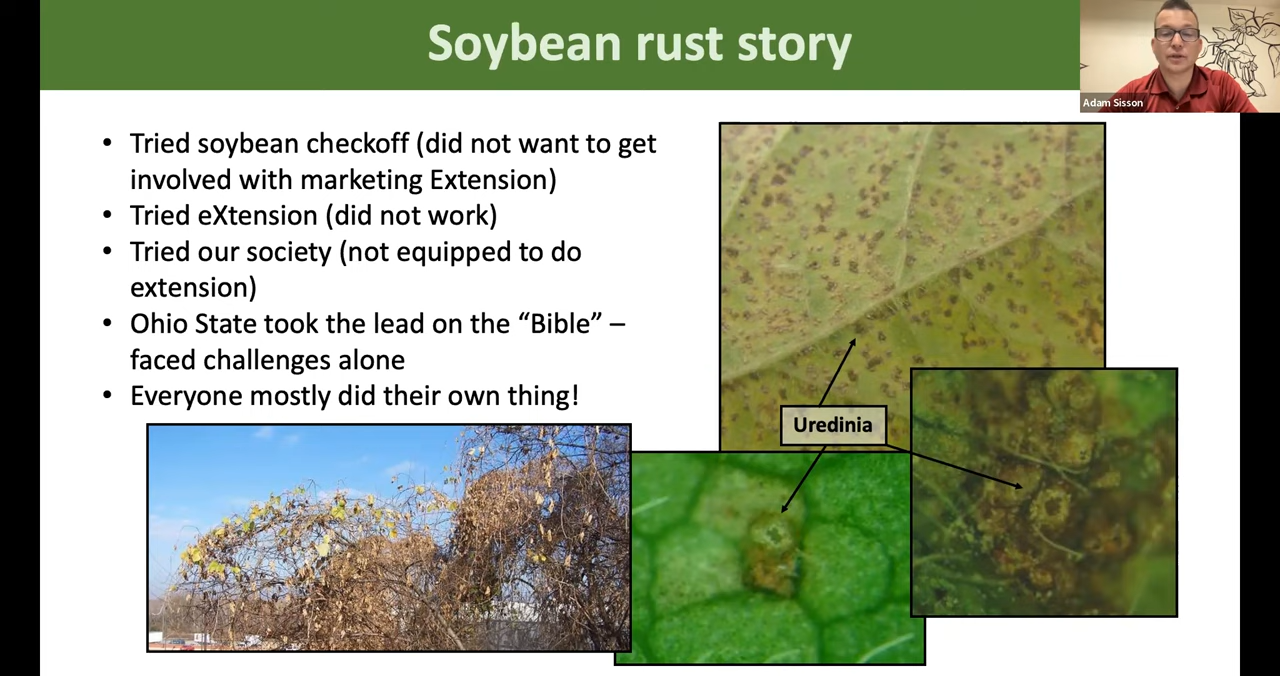 Soybean rust story
Adam Sisson
• Tried soybean checkoff (did not want to get
involved with marketing Extension)
• Tried eXtension (did not work)
• Tried our society (not equipped to do
extension)
• Ohio State took the lead on the “Bible” –
faced challenges alone
• Everyone mostly did their own thing!
Uredinia